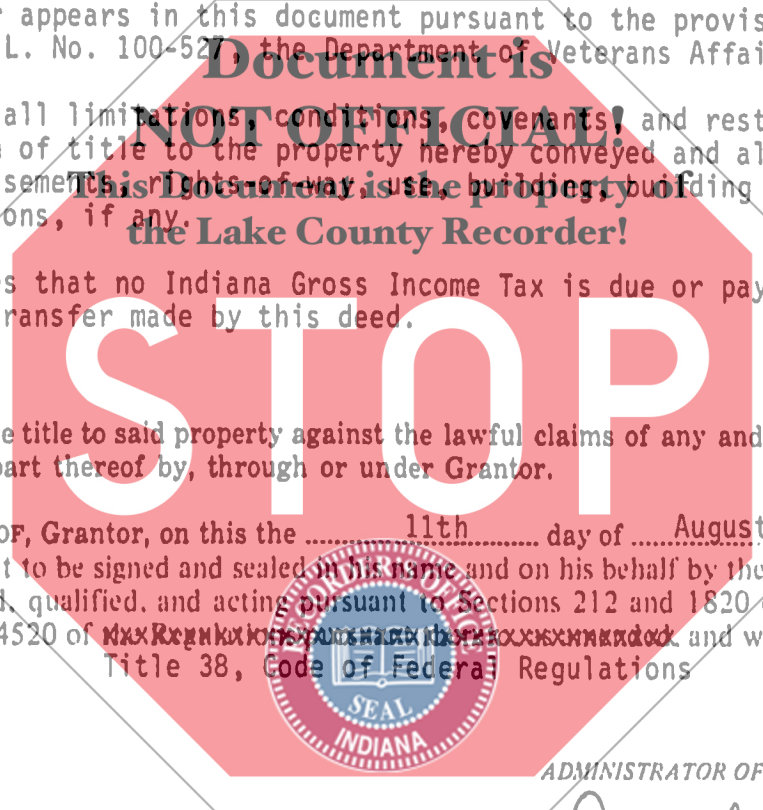 r appears in this document pursuant to the provis
L. No. 100-527, the Department of Veterans Affai
Document is
all limitations, conditions, covenants, and rest
NOT OFFICIAL!
of title to the property hereby conveyed and al
sements, rights-of-way, use, building, building
This Document is the property of
ons, if any.
the Lake County Recorder!
s that no Indiana Gross Income Tax is due or pay
ransfer made by this deed.
STOP
e title to said property against the lawful claims of any and
part thereof by, through or under Grantor.
OF, Grantor, on this the 11th day of August
t to be signed and sealed in his name and on his behalf by the
d, qualified, and acting pursuant to Sections 212 and 1820
4520 of and w
Title 38, Code of Federal Regulations
RECORDER'S OFFICE
SEAL
INDIANA
ADMINISTRATOR OF